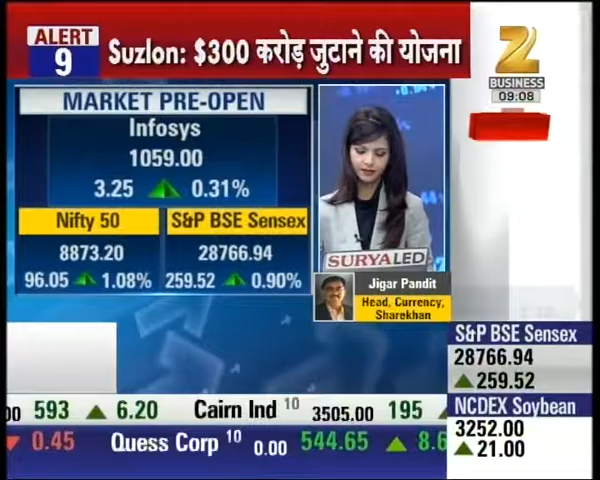 ALERT
9
Suzlon: $300 करोड़ जुटाने की योजना
Z
BUSINESS
09:08
MARKET PRE-OPEN
Infosys
1059.00
3.25 0.31%
Nifty 50 S&P BSE Sensex
8873.20 28766.94
96.05 1.08% 259.52 0.90%
SURYA LED
Jigar Pandit
Head, Currency,
Sharekhan
S&P BSE Sensex
28766.94
259.52
NCDEX Soybean
3252.00
21.00
00 593 6.20 Cairn Ind 10 3505.00 195
0.45 Quess Corp 10 0.00 544.65 8.6